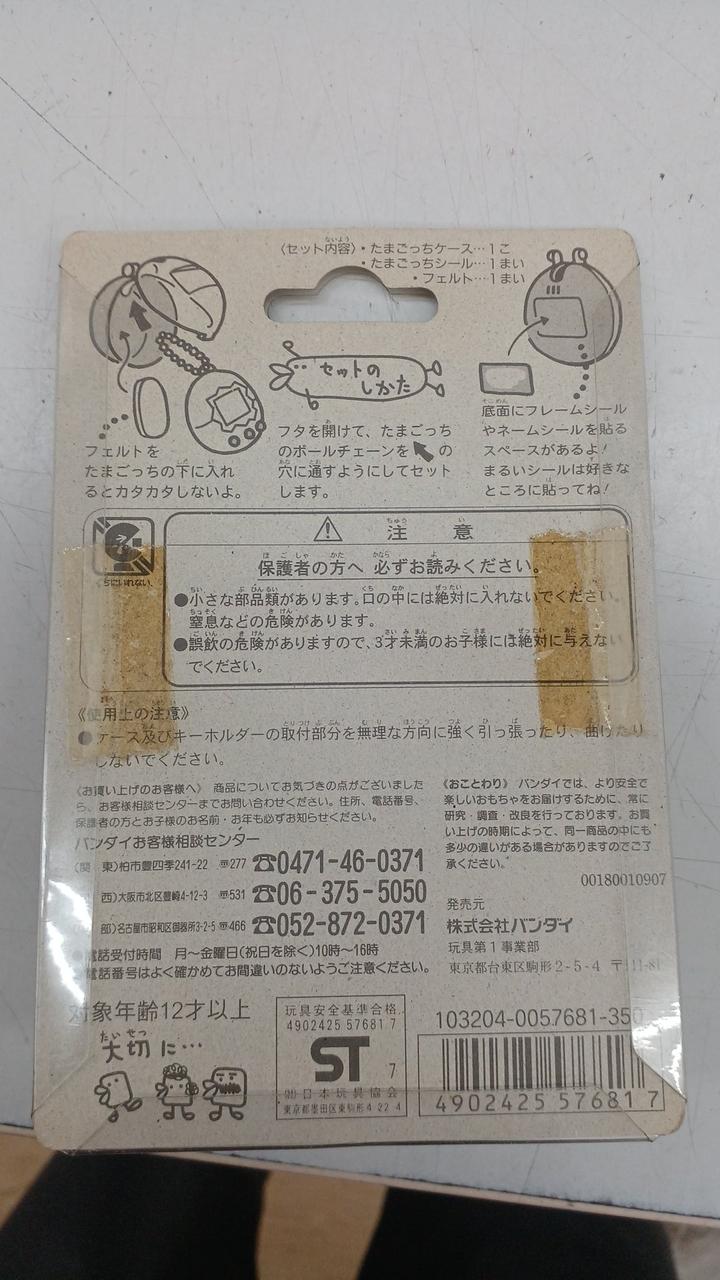 〈セット内容〉・たまごっちケース…1こ
・たまごっちシール…1まい
・フェルト…1まい
セットの
しかた
フェルトを
たまごっちの下に入れ
るとカタカタしないよ。
フタを開けて、たまごっち
のボールチェーンを の
穴に通すようにしてセット
します。
底面にフレームシール
やネームシールを貼る
スペースがあるよ!
まるいシールは好きな
ところに貼ってね!
くちにいれない。
注意
保護者の方へ 必ずお読みください。
●小さな部品類があります。口の中には絶対に入れないでください。
窒息などの危険があります。
●誤飲の危険がありますので、3才未満のお子様には絶対に与えない
でください。
《使用上の注意》
●ケース及びキーホルダーの取付部分を無理な方向に強く引っ張ったり、曲げたり
しないでください。
《お買い上げのお客様へ》 商品についてお気づきの点がございました
ら、お客様相談センターまでお問い合わせください。住所、電話番号、
保護者の方とお子様のお名前・お年も必ずお知らせください。
バンダイお客様相談センター
(関 東)柏市豊四季241-22 〠277 ☎0471-46-0371
西)大阪市北区豊崎4-12-3 〠531 ☎06-375-5050
部)名古屋市昭和区御器所3-2-5 〠466 ☎052-872-0371
電話受付時間 月〜金曜日(祝日を除く)10時〜16時
電話番号はよく確かめてお間違いのないようご注意ください。
《おことわり》 バンダイでは、より安全で
楽しいおもちゃをお届けするために、常に
研究・調査・改良を行っております。お買
い上げの時期によって、同一商品の中にも
多少の違いがある場合がありますのでご了
承ください。
00180010907
発売元
株式会社バンダイ
玩具第1事業部
東京都台東区駒形2-5-4 〒111-81
対象年齢12才以上
大切に…
玩具安全基準合格
4902425 57681 7
ST 7
㈶日本玩具協会
東京都墨田区東駒形4-22-4
103204-0057681-350
4902425 576817